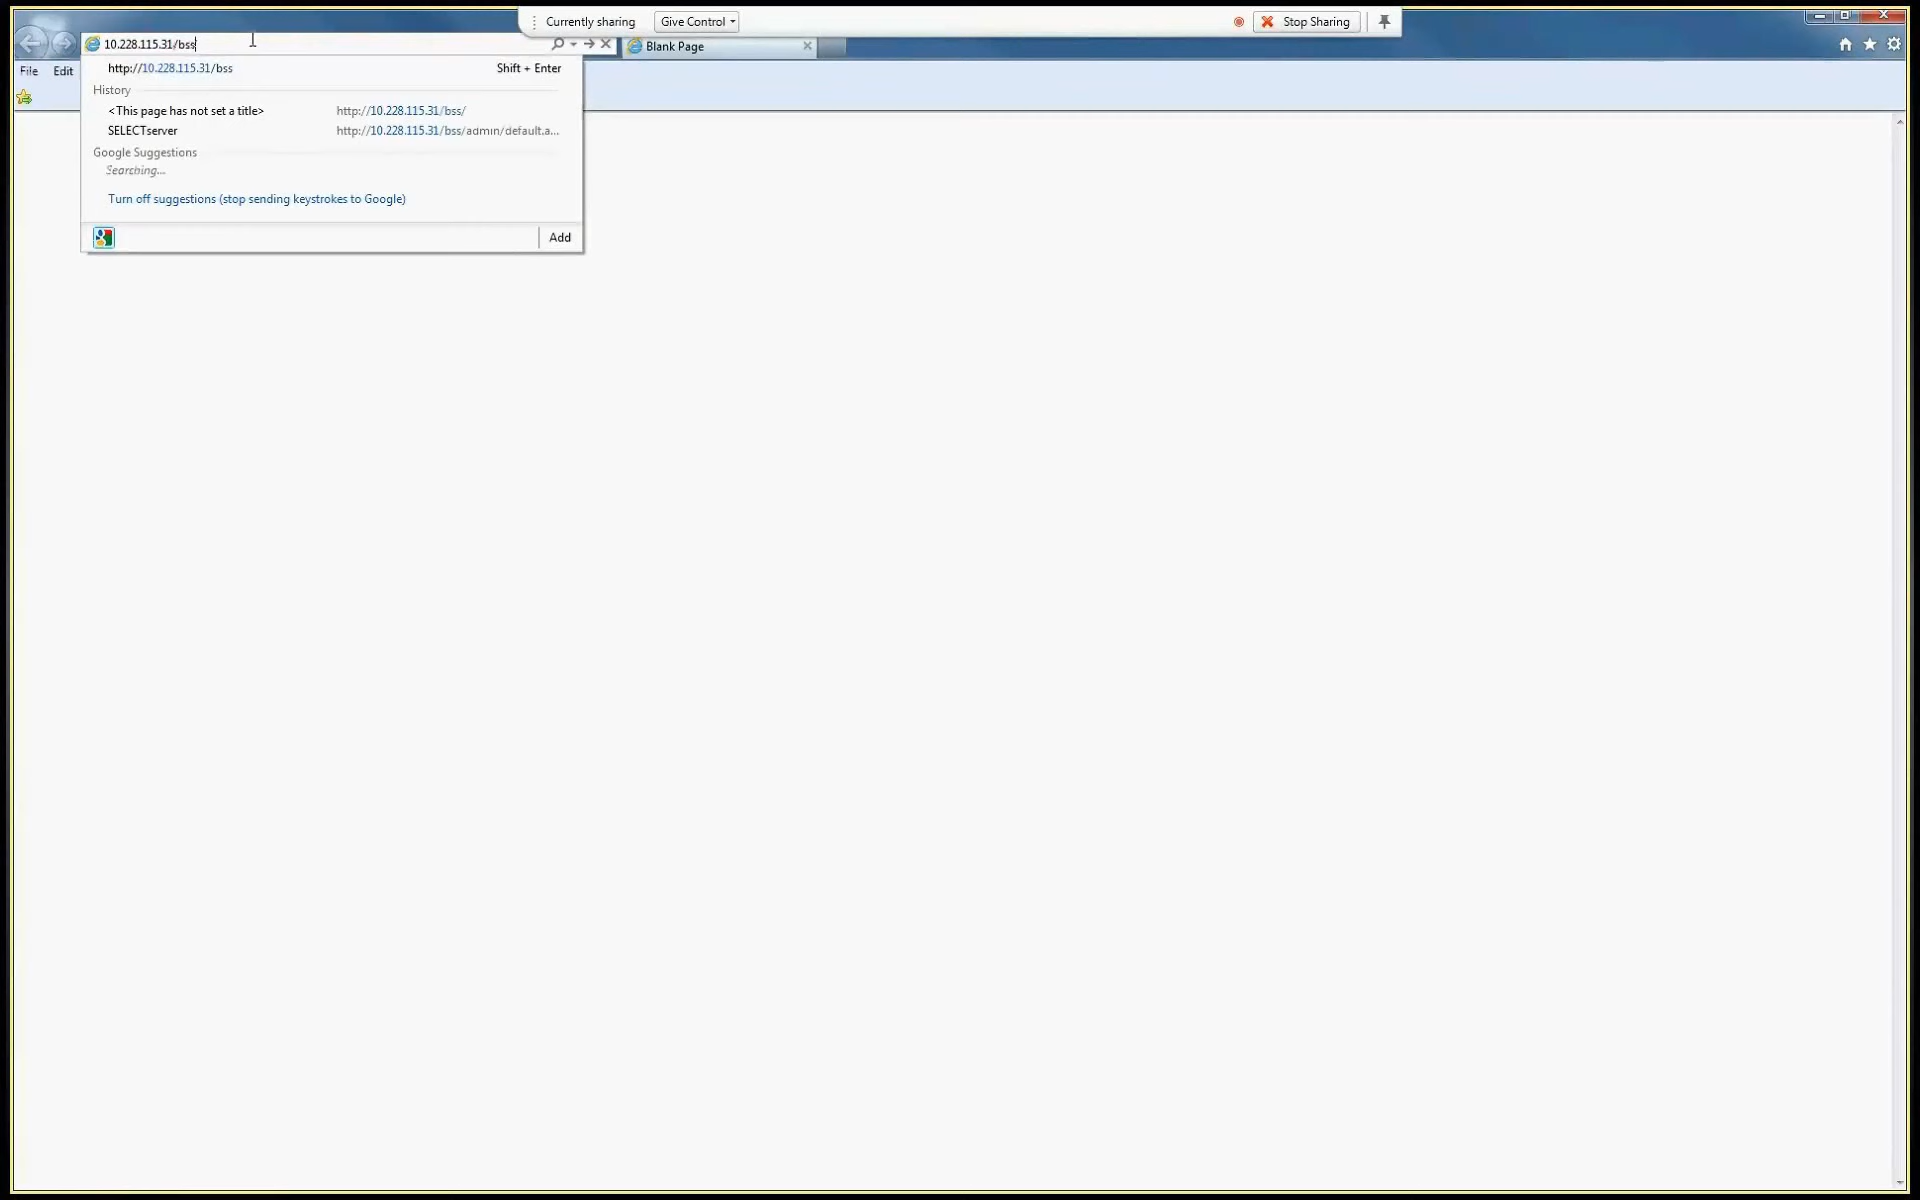 Currently sharing Give Control Stop Sharing
10.228.115.31/bss Blank Page
File Edit
http://10.228.115.31/bss Shift + Enter
History
<This page has not set a title> http://10.228.115.31/bss/
SELECTserver http://10.228.115.31/bss/admin/default.a...
Google Suggestions
Searching...
Turn off suggestions (stop sending keystrokes to Google)
Add